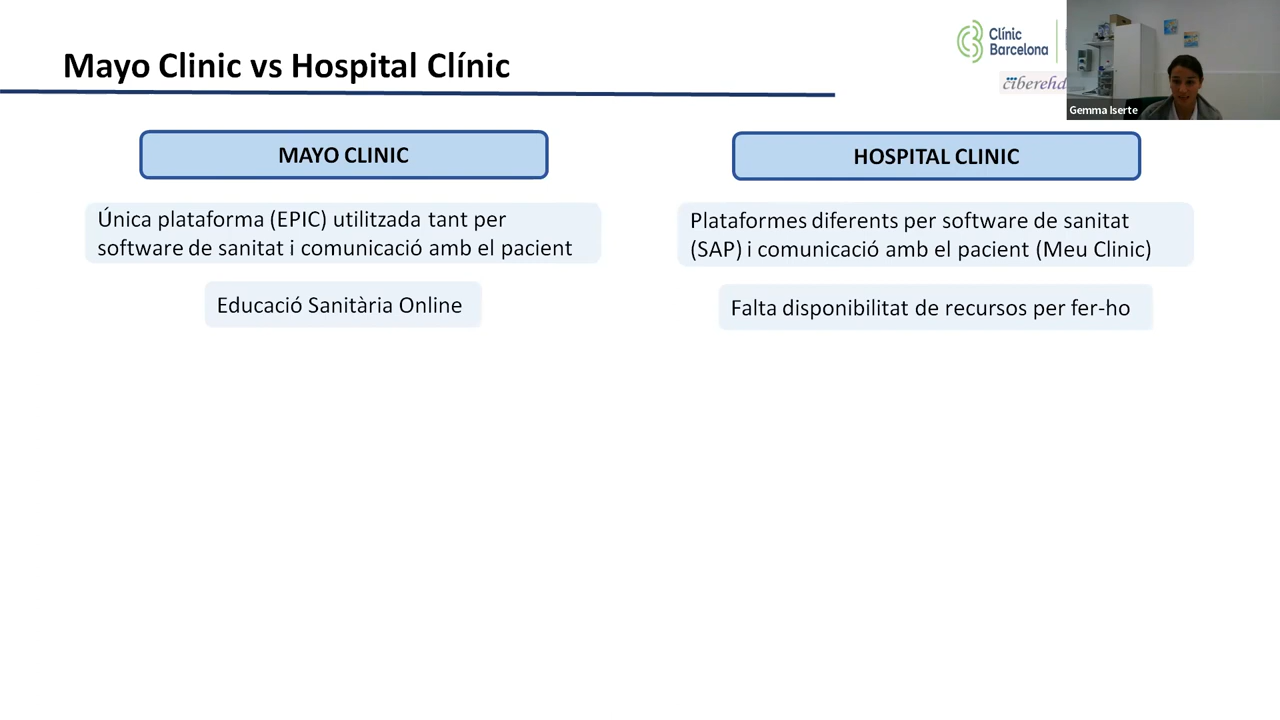 Mayo Clinic vs Hospital Clínic
Clínic
Barcelona
ciberehd
Gemma Iserte
MAYO CLINIC
Única plataforma (EPIC) utilitzada tant per
software de sanitat i comunicació amb el pacient
Educació Sanitària Online
HOSPITAL CLINIC
Plataformes diferents per software de sanitat
(SAP) i comunicació amb el pacient (Meu Clinic)
Falta disponibilitat de recursos per fer-ho